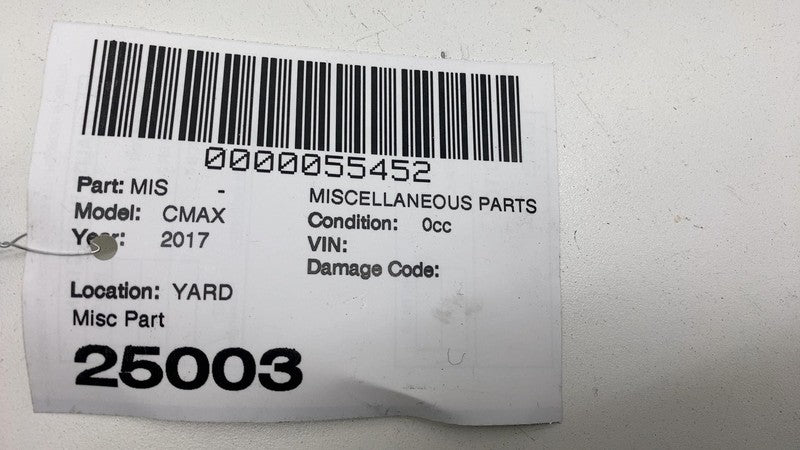 0000055452
Part: MIS - MISCELLANEOUS PARTS
Model: CMAX Condition: 0cc
Year: 2017 VIN:
Damage Code:
Location: YARD
Misc Part
25003